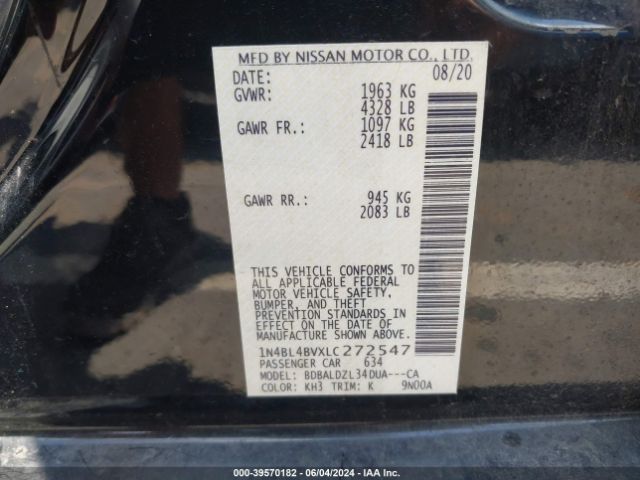 MFD BY NISSAN MOTOR CO., LTD.
DATE: 08/20
GVWR: 1963 KG
4328 LB
GAWR FR.: 1097 KG
2418 LB
GAWR RR.: 945 KG
2083 LB
THIS VEHICLE CONFORMS TO
ALL APPLICABLE FEDERAL
MOTOR VEHICLE SAFETY,
BUMPER, AND THEFT
PREVENTION STANDARDS IN
EFFECT ON THE DATE OF
MANUFACTURE SHOWN ABOVE.
1N4BL4BVXLC272547
PASSENGER CAR 634
MODEL: BDBALDZL34DUA---CA
COLOR: KH3 TRIM: K 9N00A
000-39570182 - 06/04/2024 - IAA Inc.